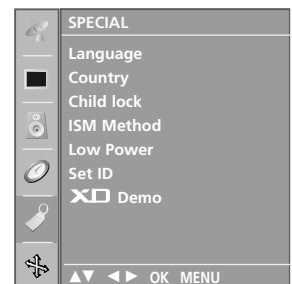 SPECIAL
Language
Country
Child lock
ISM Method
Low Power
Set ID
XD Demo
▲▼ ◄► OK MENU